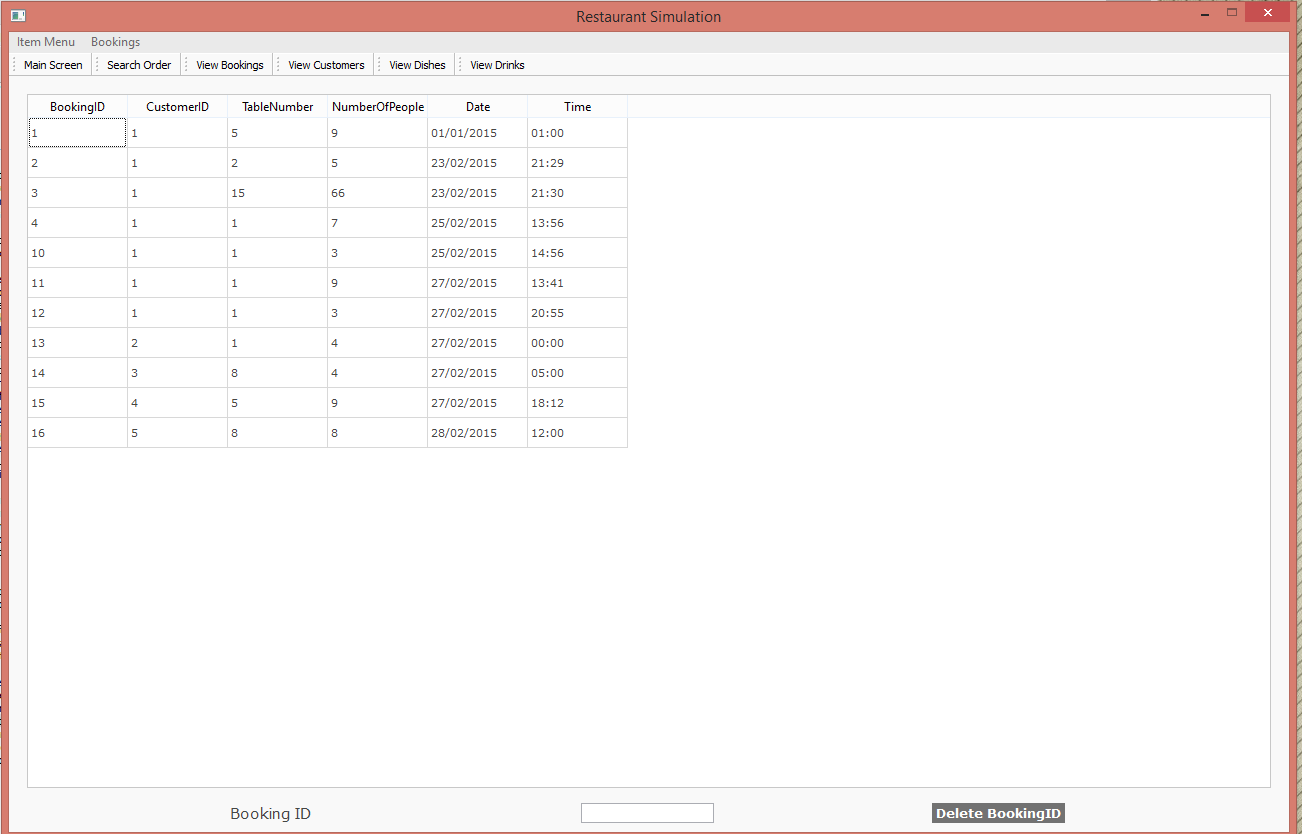 Restaurant Simulation
Item Menu Bookings
Main Screen Search Order View Bookings View Customers View Dishes View Drinks
BookingID CustomerID TableNumber NumberOfPeople Date Time
1 1 5 9 01/01/2015 01:00
2 1 2 5 23/02/2015 21:29
3 1 15 66 23/02/2015 21:30
4 1 1 7 25/02/2015 13:56
10 1 1 3 25/02/2015 14:56
11 1 1 9 27/02/2015 13:41
12 1 1 3 27/02/2015 20:55
13 2 1 4 27/02/2015 00:00
14 3 8 4 27/02/2015 05:00
15 4 5 9 27/02/2015 18:12
16 5 8 8 28/02/2015 12:00
Booking ID Delete BookingID